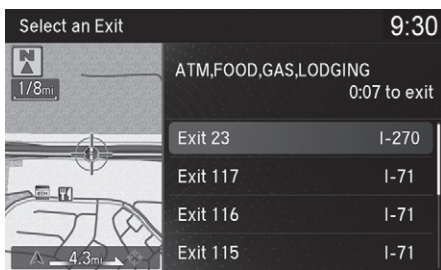 Select an Exit 9:30
N
1/8mi
ATM,FOOD,GAS,LODGING
0:07 to exit
Exit 23 I-270
Exit 117 I-71
Exit 116 I-71
Exit 115 I-71
4.3mi